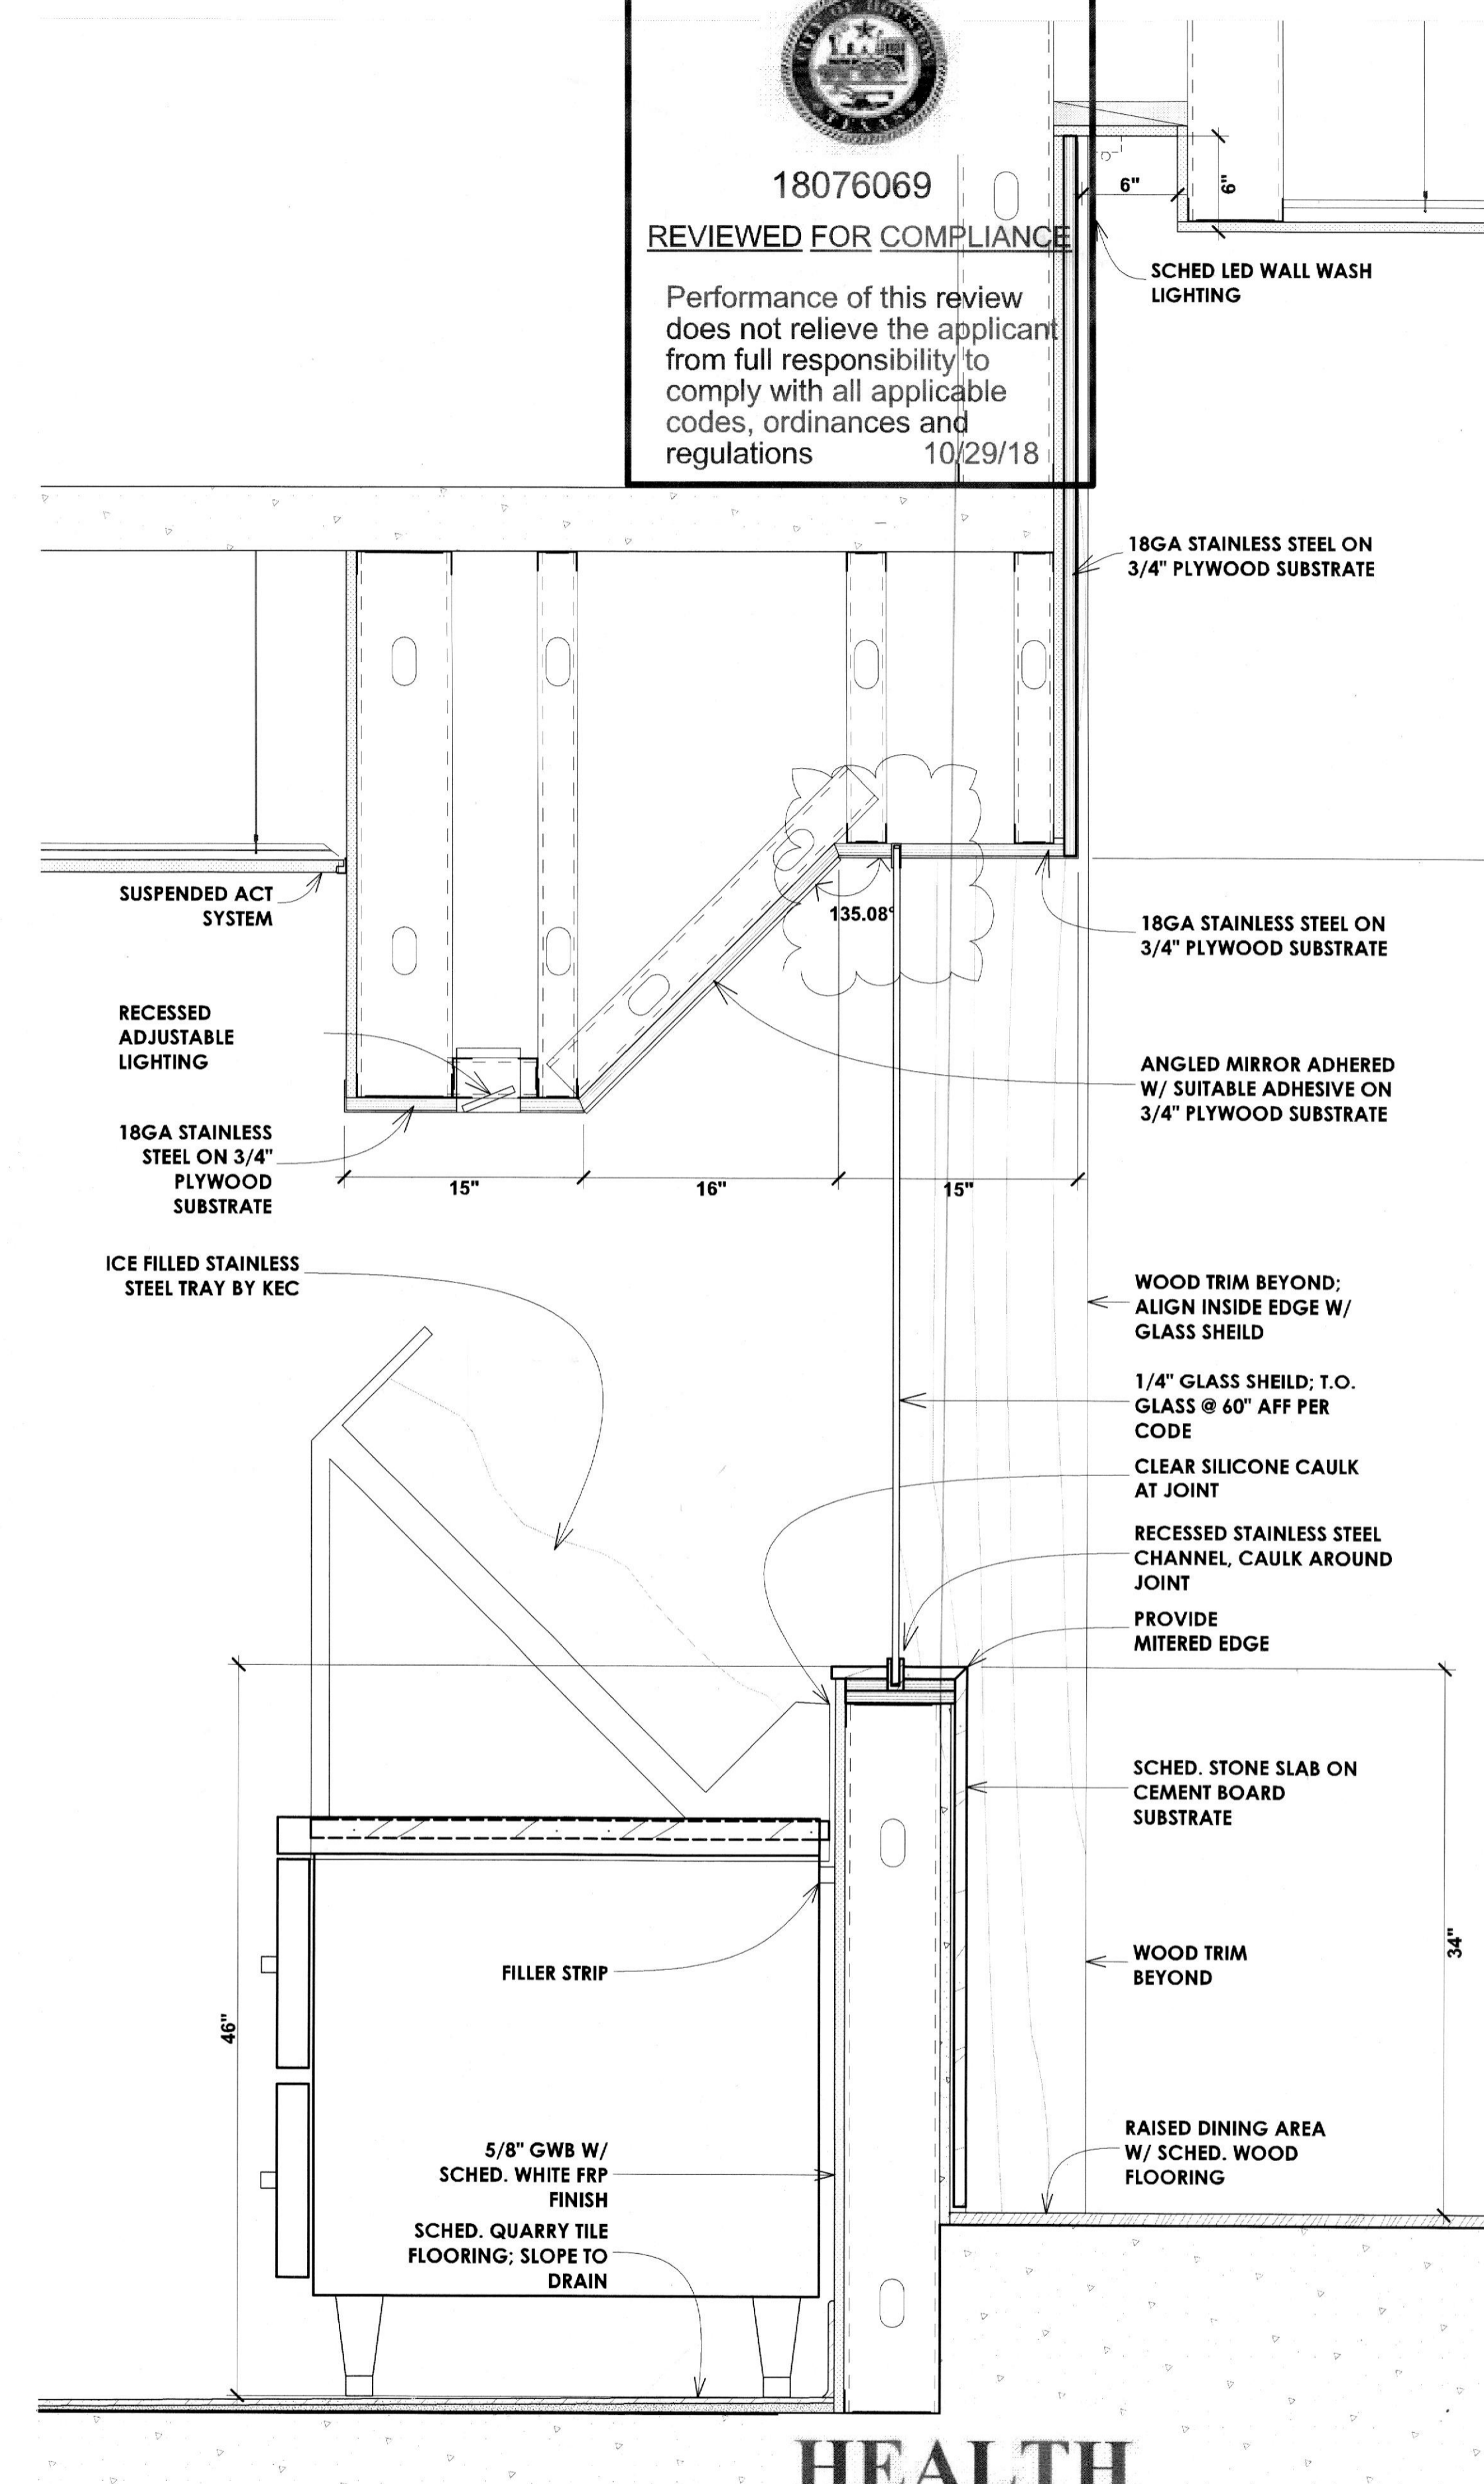 CITY OF HOUSTON
TEXAS
18076069
REVIEWED FOR COMPLIANCE
Performance of this review
does not relieve the applicant
from full responsibility to
comply with all applicable
codes, ordinances and
regulations 10/29/18
6"
6"
SCHED LED WALL WASH
LIGHTING
18GA STAINLESS STEEL ON
3/4" PLYWOOD SUBSTRATE
SUSPENDED ACT
SYSTEM
135.08°
18GA STAINLESS STEEL ON
3/4" PLYWOOD SUBSTRATE
RECESSED
ADJUSTABLE
LIGHTING
ANGLED MIRROR ADHERED
W/ SUITABLE ADHESIVE ON
3/4" PLYWOOD SUBSTRATE
18GA STAINLESS
STEEL ON 3/4"
PLYWOOD
SUBSTRATE
15"
16"
15"
ICE FILLED STAINLESS
STEEL TRAY BY KEC
WOOD TRIM BEYOND;
ALIGN INSIDE EDGE W/
GLASS SHEILD
1/4" GLASS SHEILD; T.O.
GLASS @ 60" AFF PER
CODE
CLEAR SILICONE CAULK
AT JOINT
RECESSED STAINLESS STEEL
CHANNEL, CAULK AROUND
JOINT
PROVIDE
MITERED EDGE
SCHED. STONE SLAB ON
CEMENT BOARD
SUBSTRATE
FILLER STRIP
WOOD TRIM
BEYOND
34"
46"
RAISED DINING AREA
W/ SCHED. WOOD
FLOORING
5/8" GWB W/
SCHED. WHITE FRP
FINISH
SCHED. QUARRY TILE
FLOORING; SLOPE TO
DRAIN
HEALTH